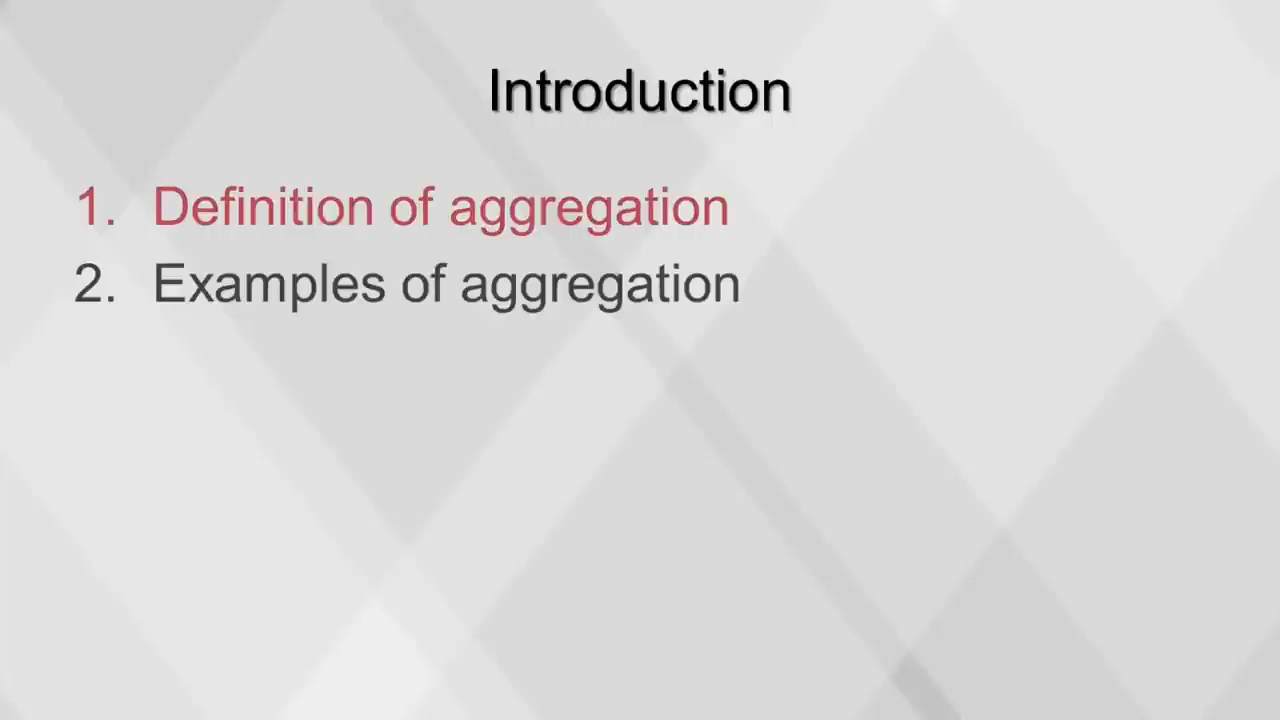 Introduction
1. Definition of aggregation
2. Examples of aggregation